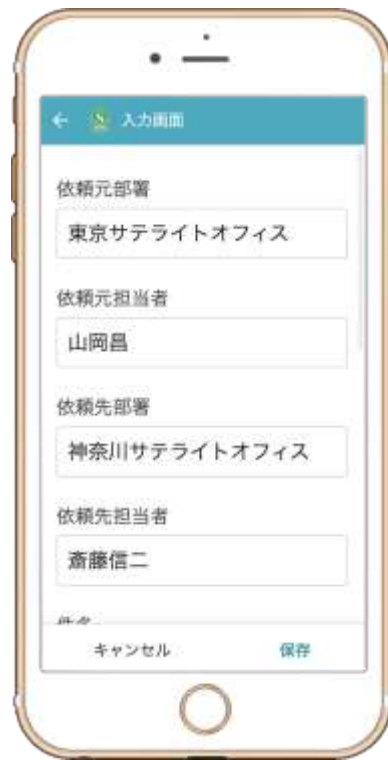 入力画面
依頼元部署
東京サテライトオフィス
依頼元担当者
山岡昌
依頼先部署
神奈川サテライトオフィス
依頼先担当者
斎藤信二
件名
キャンセル
保存